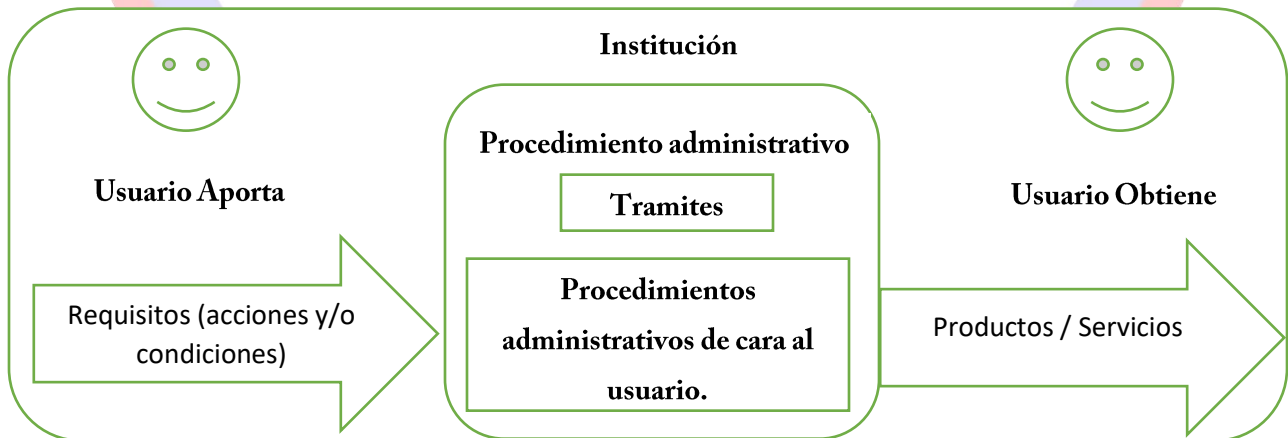 Institución
Usuario Aporta
Requisitos (acciones y/o
condiciones)
Procedimiento administrativo
Tramites
Procedimientos
administrativos de cara al
usuario.
Usuario Obtiene
Productos / Servicios